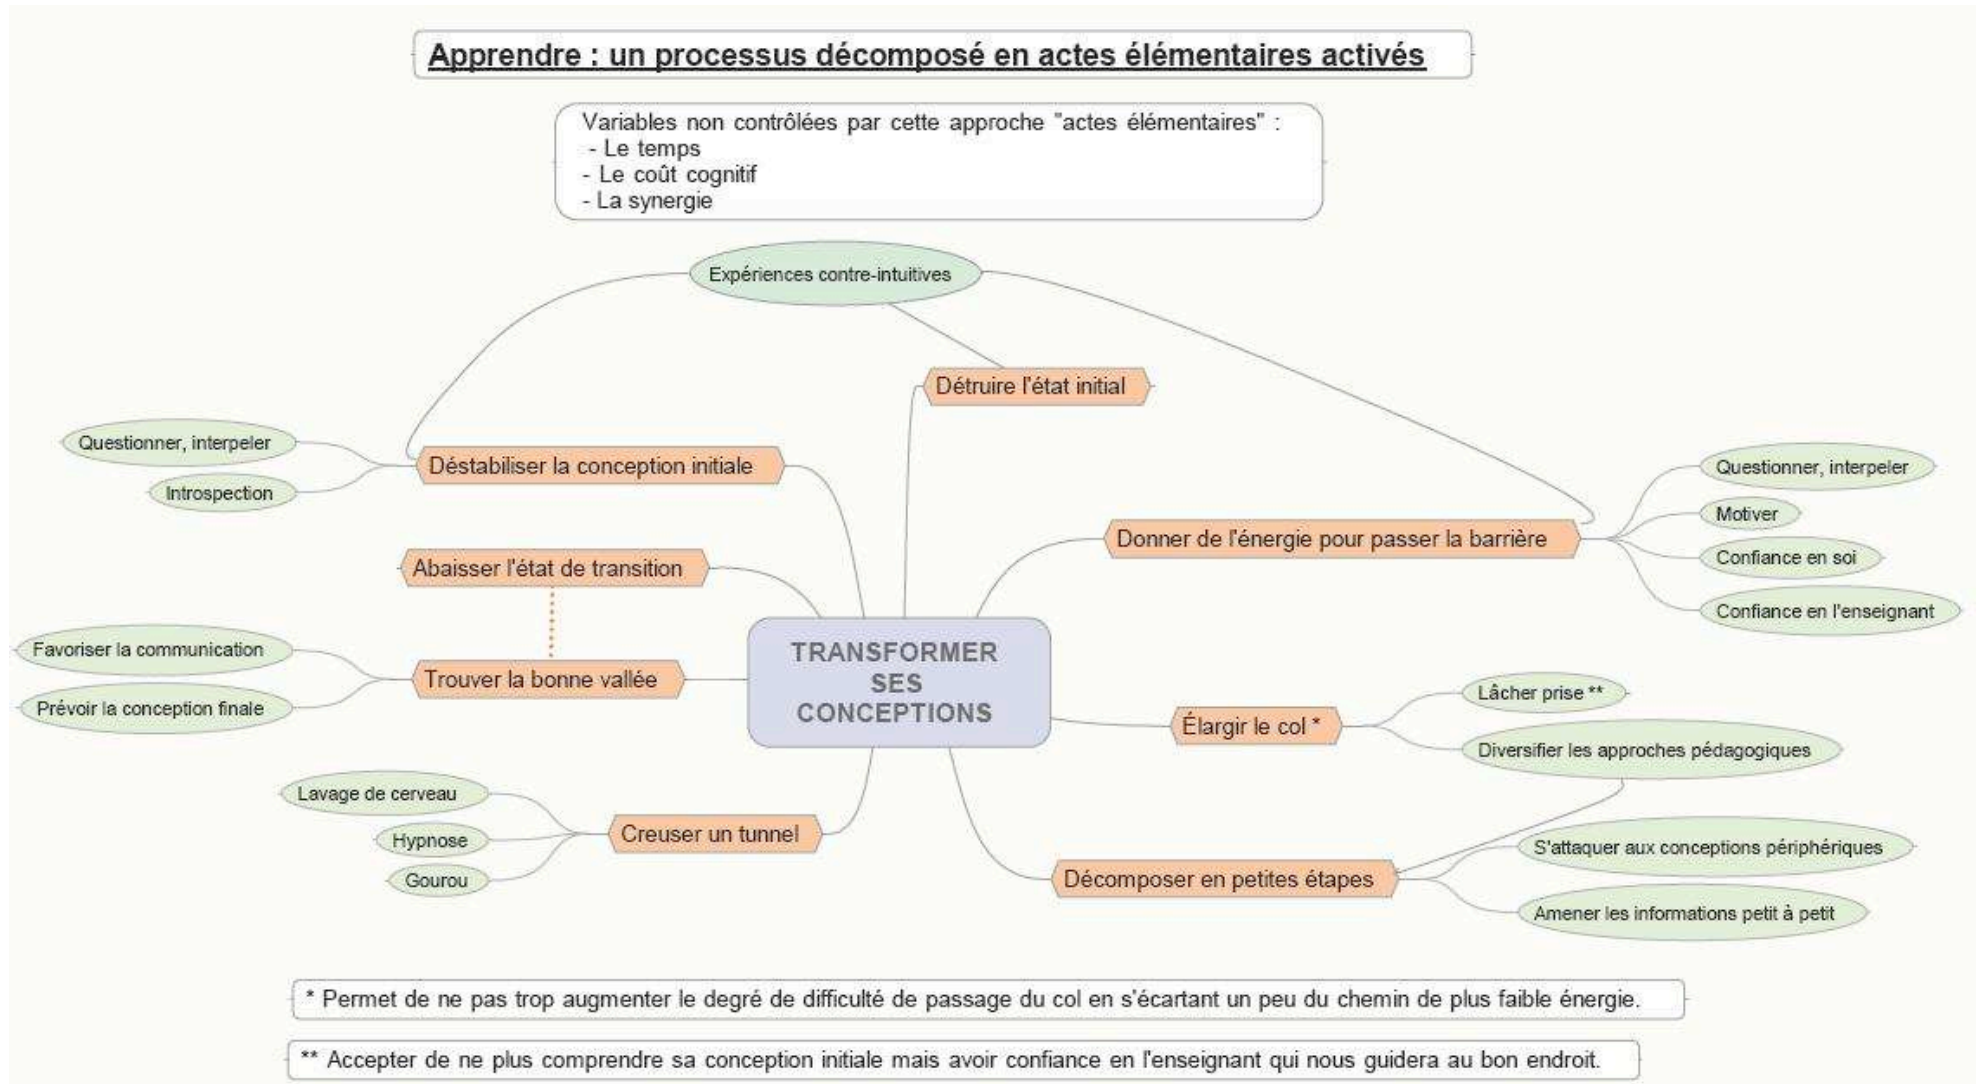 Apprendre : un processus décomposé en actes élémentaires activés
Variables non contrôlées par cette approche "actes élémentaires" :
- Le temps
- Le coût cognitif
- La synergie
Expériences contre-intuitives
Détruire l'état initial
Déstabiliser la conception initiale
Questionner, interpeler
Introspection
Abaisser l'état de transition
Trouver la bonne vallée
Favoriser la communication
Prévoir la conception finale
Creuser un tunnel
Lavage de cerveau
Hypnose
Gourou
TRANSFORMER
SES
CONCEPTIONS
Donner de l'énergie pour passer la barrière
Questionner, interpeler
Motiver
Confiance en soi
Confiance en l'enseignant
Élargir le col *
Lâcher prise **
Diversifier les approches pédagogiques
Décomposer en petites étapes
S'attaquer aux conceptions périphériques
Amener les informations petit à petit
* Permet de ne pas trop augmenter le degré de difficulté de passage du col en s'écartant un peu du chemin de plus faible énergie.
** Accepter de ne plus comprendre sa conception initiale mais avoir confiance en l'enseignant qui nous guidera au bon endroit.